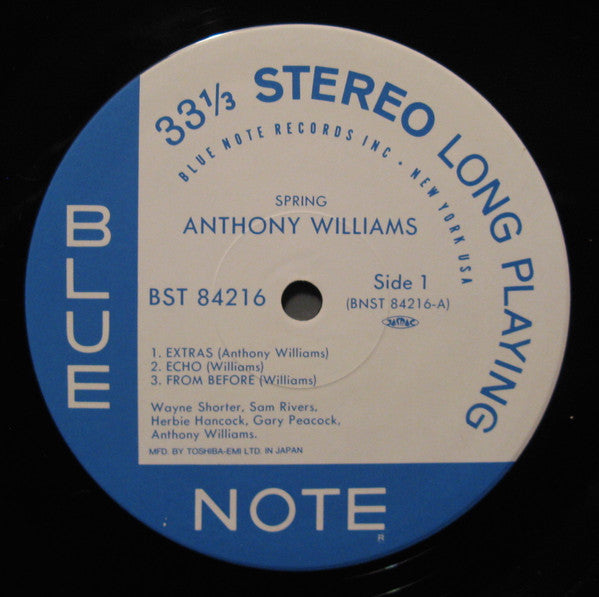 33⅓ STEREO LONG PLAYING
BLUE NOTE RECORDS INC • NEW YORK USA
SPRING
ANTHONY WILLIAMS
BST 84216
Side 1
(BNST 84216-A)
JASRAC
1. EXTRAS (Anthony Williams)
2. ECHO (Williams)
3. FROM BEFORE (Williams)
Wayne Shorter, Sam Rivers,
Herbie Hancock, Gary Peacock,
Anthony Williams.
MFD. BY TOSHIBA-EMI LTD. IN JAPAN
BLUE
NOTE
R